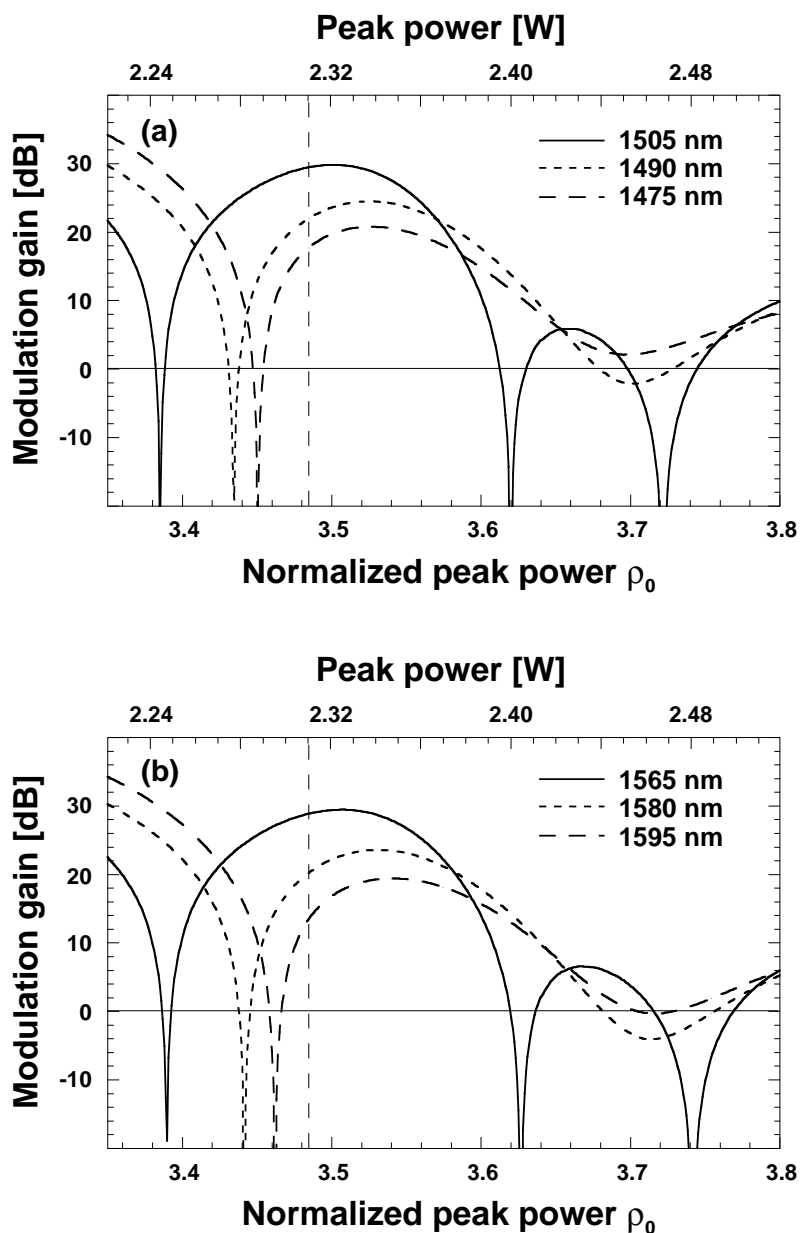 Peak power [W]
2.24 2.32 2.40 2.48
(a)
1505 nm
1490 nm
1475 nm
30
20
10
0
-10
Modulation gain [dB]
3.4 3.5 3.6 3.7 3.8
Normalized peak power ρ₀
Peak power [W]
2.24 2.32 2.40 2.48
(b)
1565 nm
1580 nm
1595 nm
30
20
10
0
-10
Modulation gain [dB]
3.4 3.5 3.6 3.7 3.8
Normalized peak power ρ₀